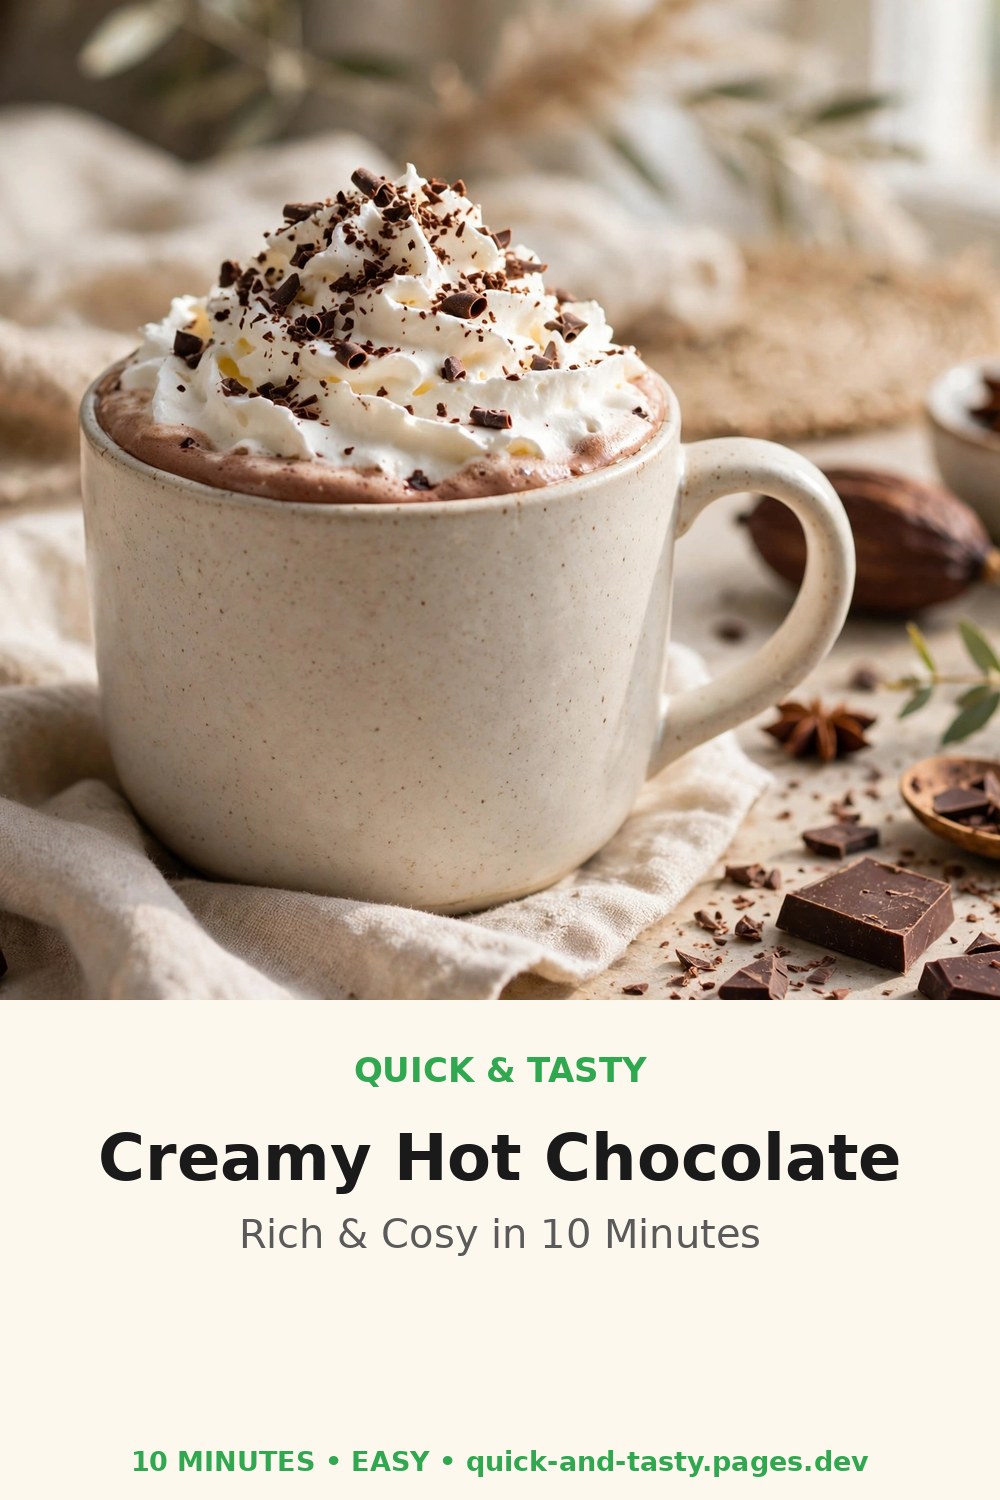 QUICK & TASTY
Creamy Hot Chocolate
Rich & Cosy in 10 Minutes
10 MINUTES • EASY • quick-and-tasty.pages.dev